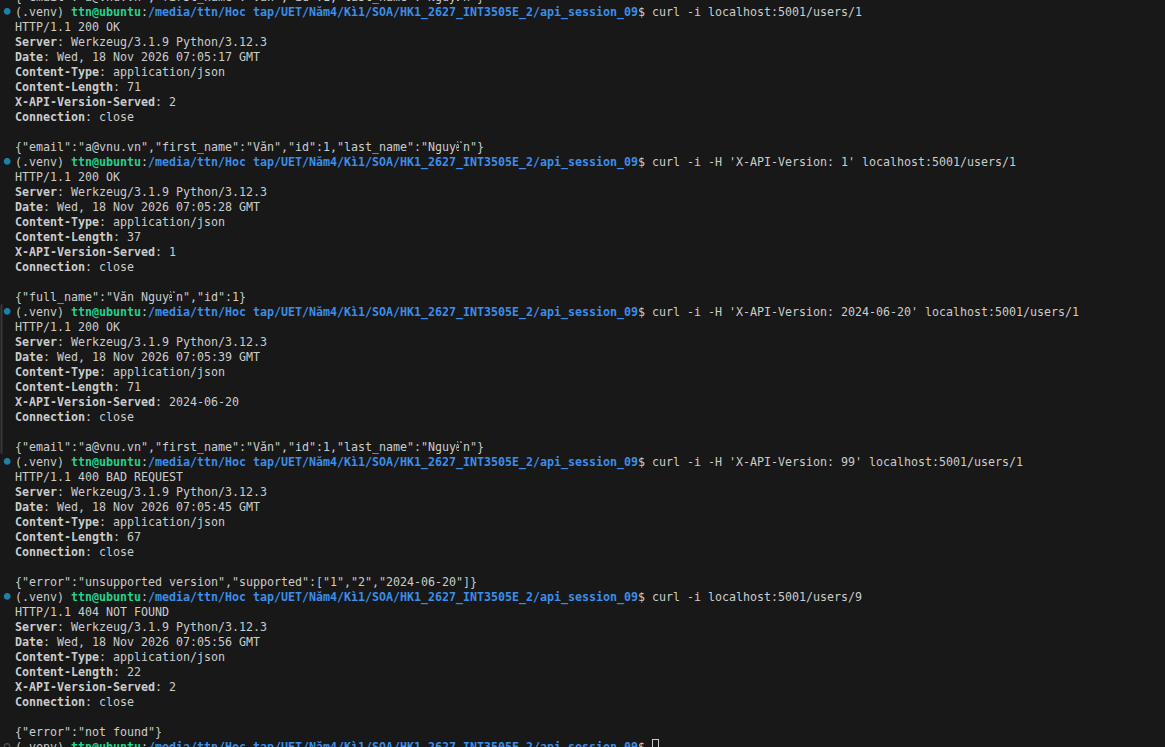 (.venv) ttn@ubuntu:/media/ttn/Hoc tap/UET/Năm4/Kì1/SOA/HK1_2627_INT3505E_2/api_session_09$ curl -i localhost:5001/users/1
HTTP/1.1 200 OK
Server: Werkzeug/3.1.9 Python/3.12.3
Date: Wed, 18 Nov 2026 07:05:17 GMT
Content-Type: application/json
Content-Length: 71
X-API-Version-Served: 2
Connection: close
{"email":"a@vnu.vn","first_name":"Văn","id":1,"last_name":"Nguyễn"}
(.venv) ttn@ubuntu:/media/ttn/Hoc tap/UET/Năm4/Kì1/SOA/HK1_2627_INT3505E_2/api_session_09$ curl -i -H 'X-API-Version: 1' localhost:5001/users/1
HTTP/1.1 200 OK
Server: Werkzeug/3.1.9 Python/3.12.3
Date: Wed, 18 Nov 2026 07:05:28 GMT
Content-Type: application/json
Content-Length: 37
X-API-Version-Served: 1
Connection: close
{"full_name":"Văn Nguyễn","id":1}
(.venv) ttn@ubuntu:/media/ttn/Hoc tap/UET/Năm4/Kì1/SOA/HK1_2627_INT3505E_2/api_session_09$ curl -i -H 'X-API-Version: 2024-06-20' localhost:5001/users/1
HTTP/1.1 200 OK
Server: Werkzeug/3.1.9 Python/3.12.3
Date: Wed, 18 Nov 2026 07:05:39 GMT
Content-Type: application/json
Content-Length: 71
X-API-Version-Served: 2024-06-20
Connection: close
{"email":"a@vnu.vn","first_name":"Văn","id":1,"last_name":"Nguyễn"}
(.venv) ttn@ubuntu:/media/ttn/Hoc tap/UET/Năm4/Kì1/SOA/HK1_2627_INT3505E_2/api_session_09$ curl -i -H 'X-API-Version: 99' localhost:5001/users/1
HTTP/1.1 400 BAD REQUEST
Server: Werkzeug/3.1.9 Python/3.12.3
Date: Wed, 18 Nov 2026 07:05:45 GMT
Content-Type: application/json
Content-Length: 67
Connection: close
{"error":"unsupported version","supported":["1","2","2024-06-20"]}
(.venv) ttn@ubuntu:/media/ttn/Hoc tap/UET/Năm4/Kì1/SOA/HK1_2627_INT3505E_2/api_session_09$ curl -i localhost:5001/users/9
HTTP/1.1 404 NOT FOUND
Server: Werkzeug/3.1.9 Python/3.12.3
Date: Wed, 18 Nov 2026 07:05:56 GMT
Content-Type: application/json
Content-Length: 22
X-API-Version-Served: 2
Connection: close
{"error":"not found"}
(.venv) ttn@ubuntu:/media/ttn/Hoc tap/UET/Năm4/Kì1/SOA/HK1_2627_INT3505E_2/api_session_09$